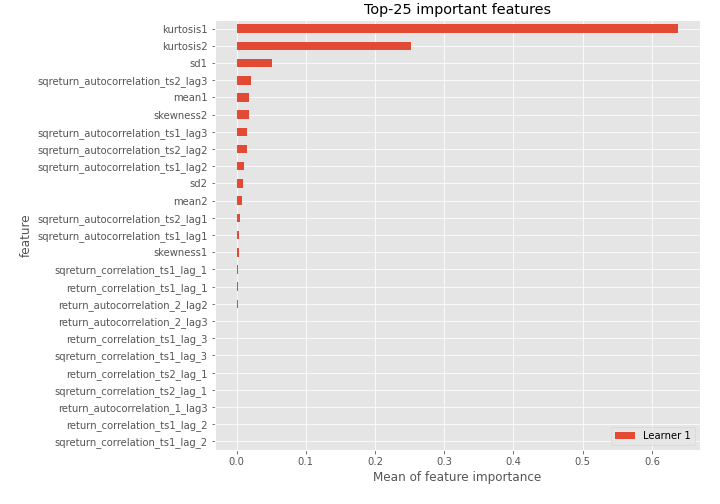 Top-25 important features
kurtosis1
kurtosis2
sd1
sqreturn_autocorrelation_ts2_lag3
mean1
skewness2
sqreturn_autocorrelation_ts1_lag3
sqreturn_autocorrelation_ts2_lag2
sqreturn_autocorrelation_ts1_lag2
sd2
mean2
sqreturn_autocorrelation_ts2_lag1
sqreturn_autocorrelation_ts1_lag1
skewness1
sqreturn_correlation_ts1_lag_1
return_correlation_ts1_lag_1
return_autocorrelation_2_lag2
return_autocorrelation_2_lag3
return_correlation_ts1_lag_3
sqreturn_correlation_ts1_lag_3
return_correlation_ts2_lag_1
sqreturn_correlation_ts2_lag_1
return_autocorrelation_1_lag3
return_correlation_ts1_lag_2
sqreturn_correlation_ts1_lag_2
feature
Learner 1
0.0 0.1 0.2 0.3 0.4 0.5 0.6
Mean of feature importance